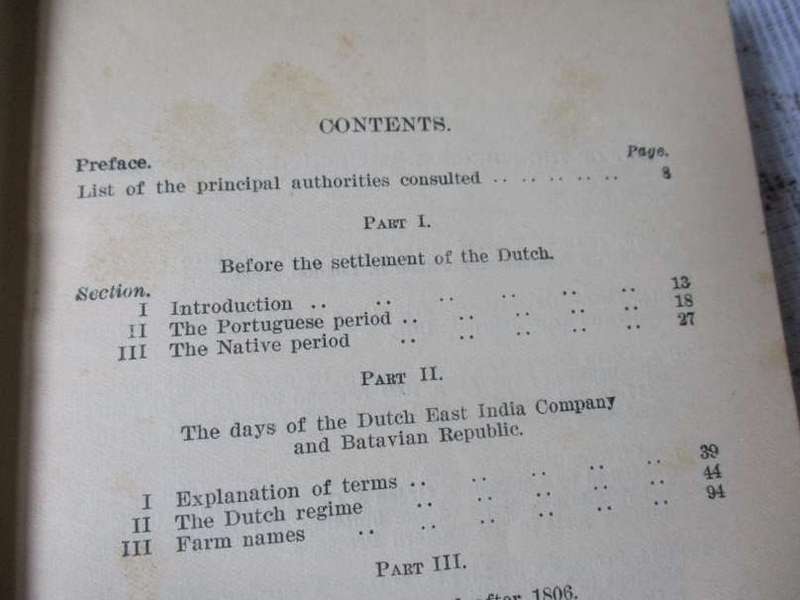 CONTENTS.
Page.
Preface.
List of the principal authorities consulted .. .. .. .. .. 8
PART I.
Before the settlement of the Dutch.
Section.
I Introduction .. .. .. .. .. .. 13
II The Portuguese period .. .. .. .. .. 18
III The Native period .. .. .. .. .. 27
PART II.
The days of the Dutch East India Company
and Batavian Republic.
I Explanation of terms .. .. .. .. .. 39
II The Dutch regime .. .. .. .. .. 44
III Farm names .. .. .. .. .. .. 94
PART III.
after 1806.